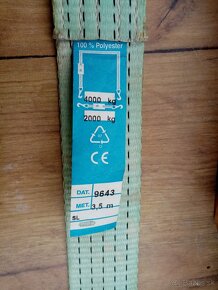 100 % Polyester
4000 kg
2000 kg
CE
DAT. 9643
MET. 3,5 m
SL